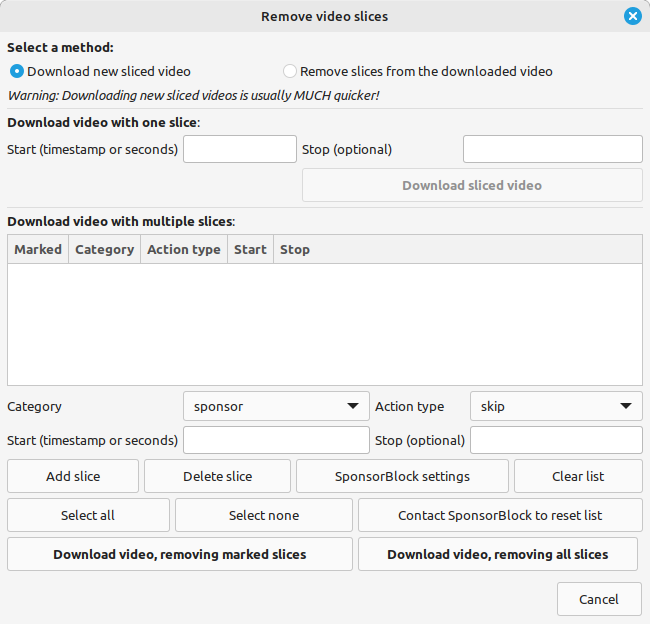 Remove video slices
Select a method:
Download new sliced video Remove slices from the downloaded video
Warning: Downloading new sliced videos is usually MUCH quicker!
Download video with one slice:
Start (timestamp or seconds) Stop (optional)
Download sliced video
Download video with multiple slices:
Marked Category Action type Start Stop
Category sponsor Action type skip
Start (timestamp or seconds) Stop (optional)
Add slice Delete slice SponsorBlock settings Clear list
Select all Select none Contact SponsorBlock to reset list
Download video, removing marked slices Download video, removing all slices
Cancel